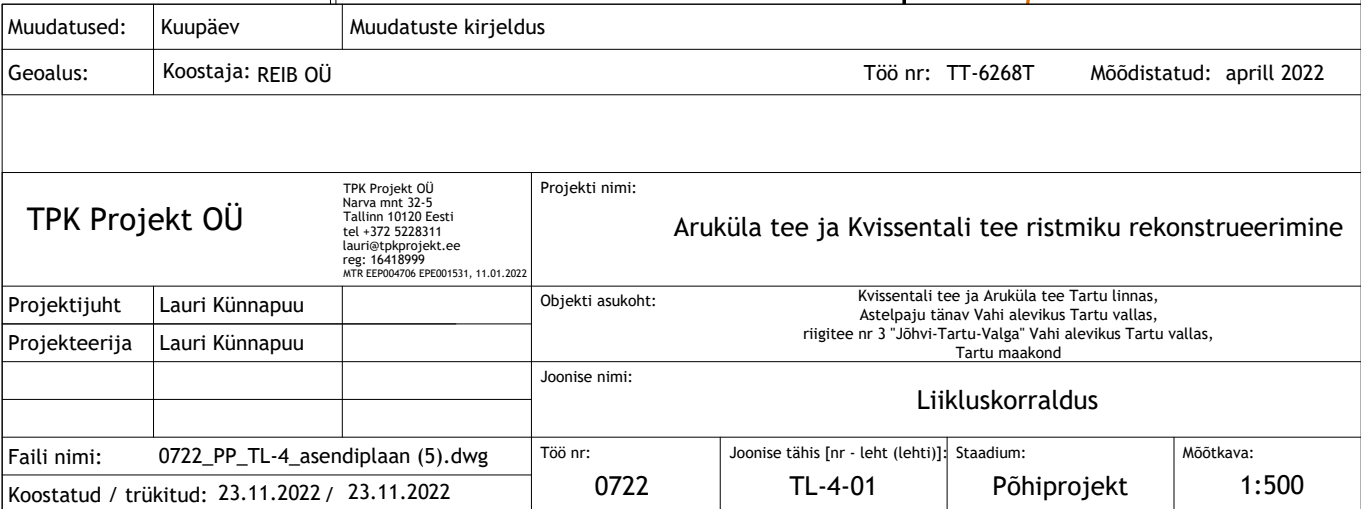 Muudatused: Kuupäev Muudatuste kirjeldus
Geoalus: Koostaja: REIB OÜ Töö nr: TT-6268T Mõõdistatud: aprill 2022
TPK Projekt OÜ
TPK Projekt OÜ
Narva mnt 32-5
Tallinn 10120 Eesti
tel +372 5228311
lauri@tpkprojekt.ee
reg: 16418999
MTR EEP004706 EPE001531, 11.01.2022
Projekti nimi:
Aruküla tee ja Kvissentali tee ristmiku rekonstrueerimine
Projektijuht Lauri Künnapuu
Projekteerija Lauri Künnapuu
Objekti asukoht:
Kvissentali tee ja Aruküla tee Tartu linnas,
Astelpaju tänav Vahi alevikus Tartu vallas,
riigitee nr 3 "Jõhvi-Tartu-Valga" Vahi alevikus Tartu vallas,
Tartu maakond
Joonise nimi:
Liikluskorraldus
Faili nimi: 0722_PP_TL-4_asendiplaan (5).dwg
Koostatud / trükitud: 23.11.2022 / 23.11.2022
Töö nr:
0722
Joonise tähis [nr - leht (lehti)]:
TL-4-01
Staadium:
Põhiprojekt
Mõõtkava:
1:500